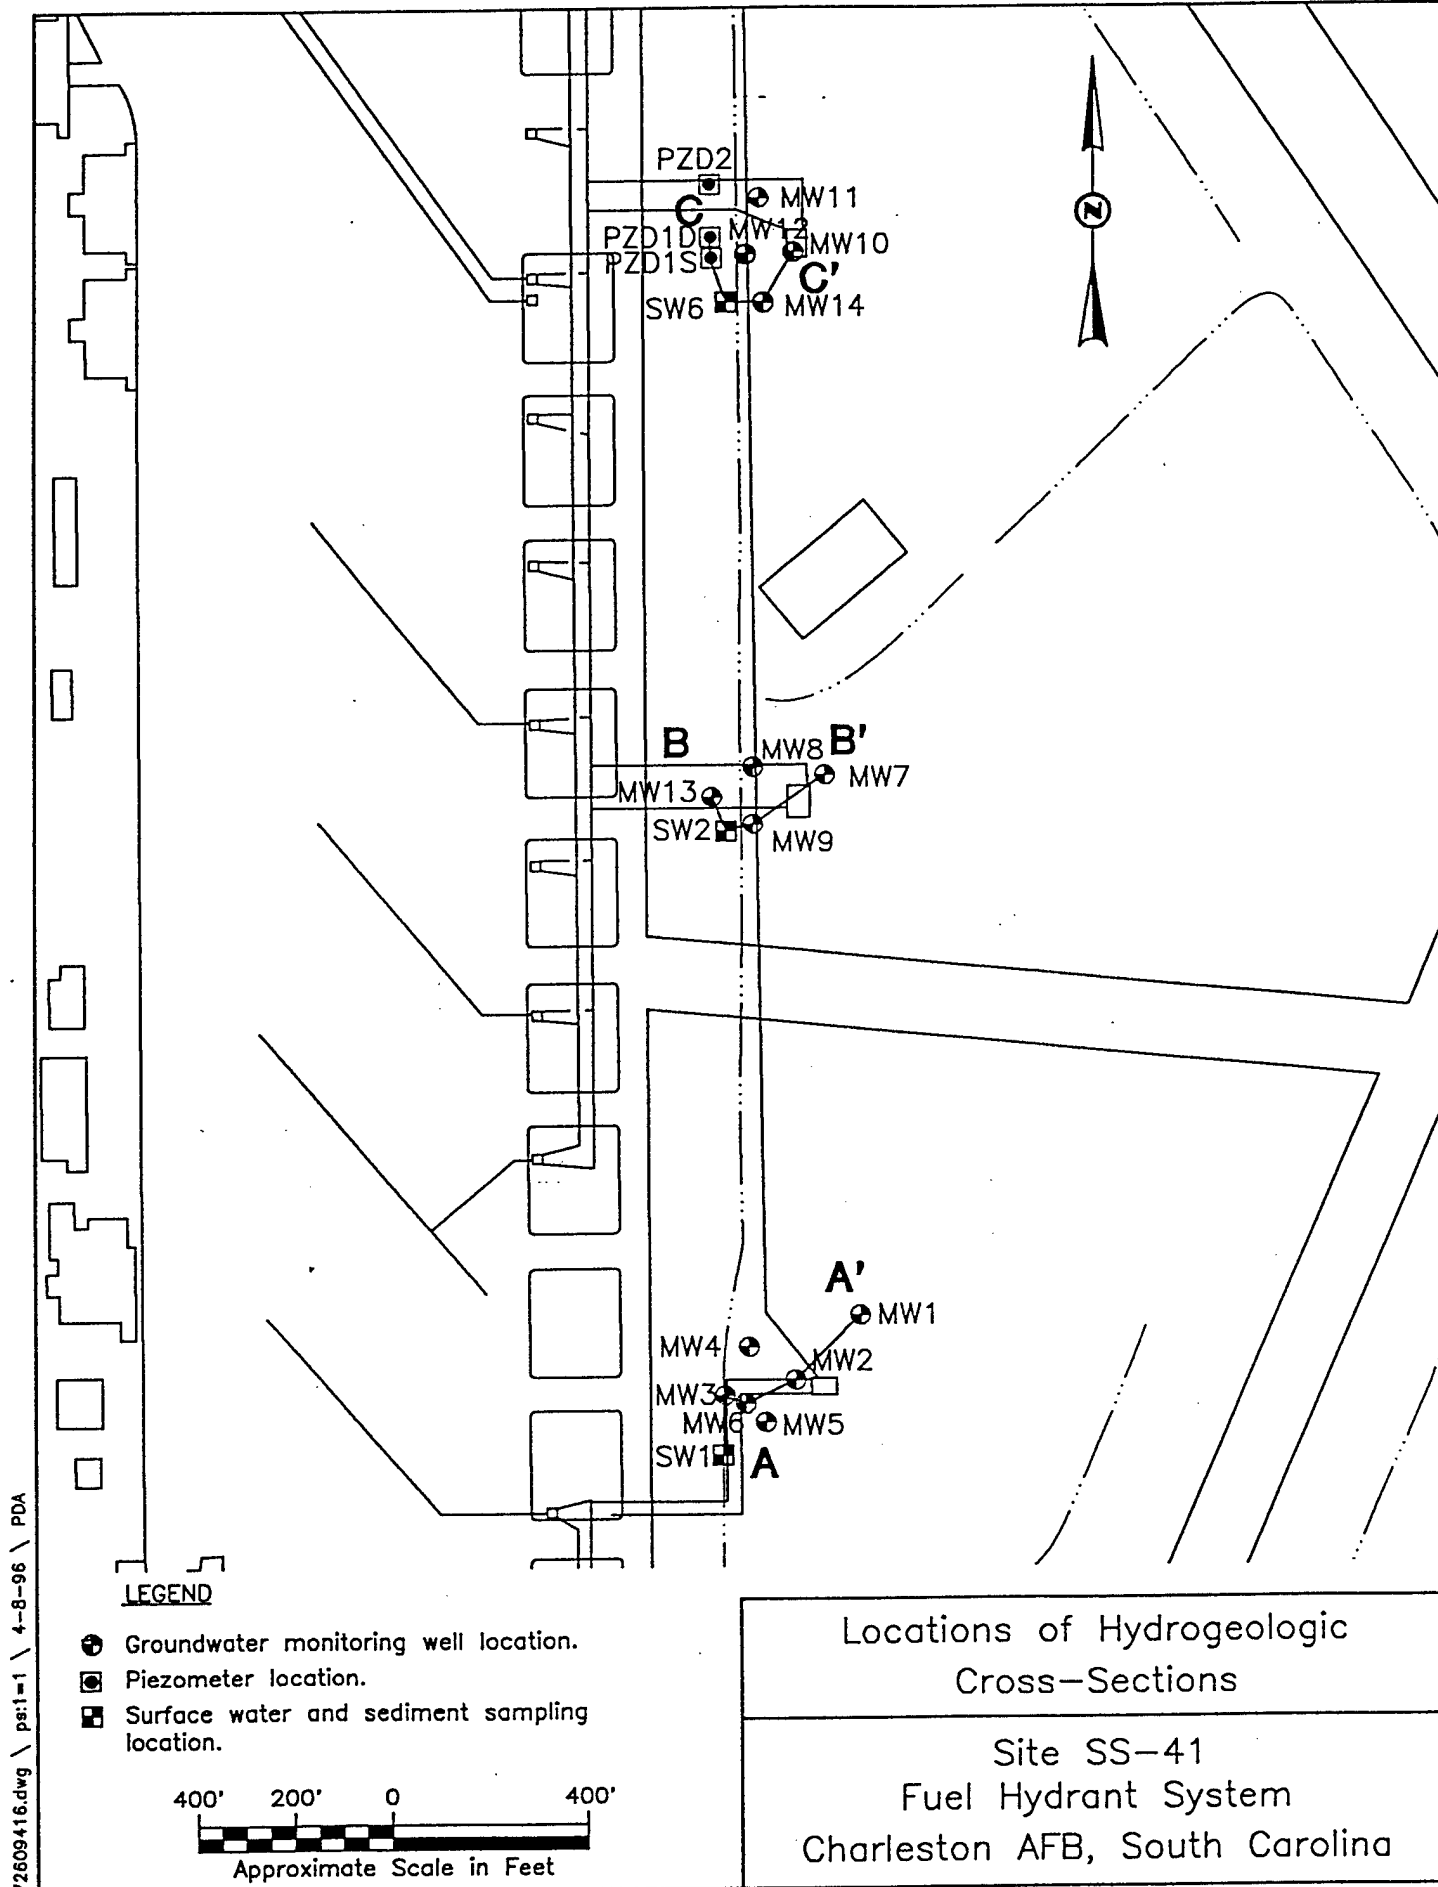 PZD2
MW11
C
MW12
PZD1D
MW10
PZD1S
C'
SW6
MW14
N
B
MW8
B'
MW7
MW13
SW2
MW9
A'
MW1
MW4
MW2
MW3
MW6
MW5
SW1
A
LEGEND
Groundwater monitoring well location.
Piezometer location.
Surface water and sediment sampling
location.
400' 200' 0 400'
Approximate Scale in Feet
Locations of Hydrogeologic
Cross-Sections
Site SS-41
Fuel Hydrant System
Charleston AFB, South Carolina
72609416.dwg \ ps:1=1 \ 4-8-96 \ PDA